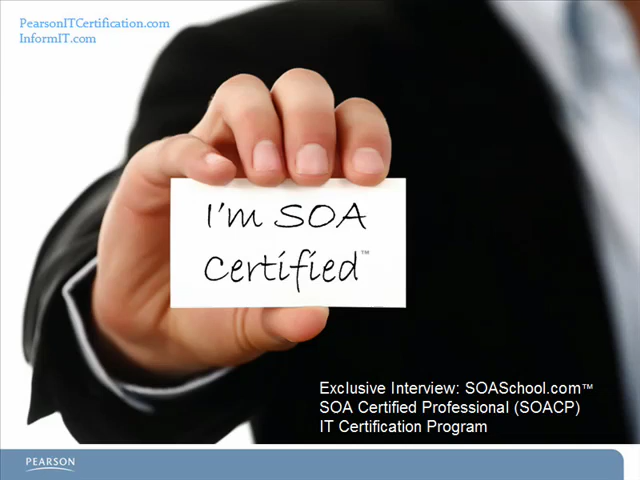 PearsonITCertification.com
InformIT.com
I'm SOA
Certified™
Exclusive Interview: SOASchool.com™
SOA Certified Professional (SOACP)
IT Certification Program
PEARSON